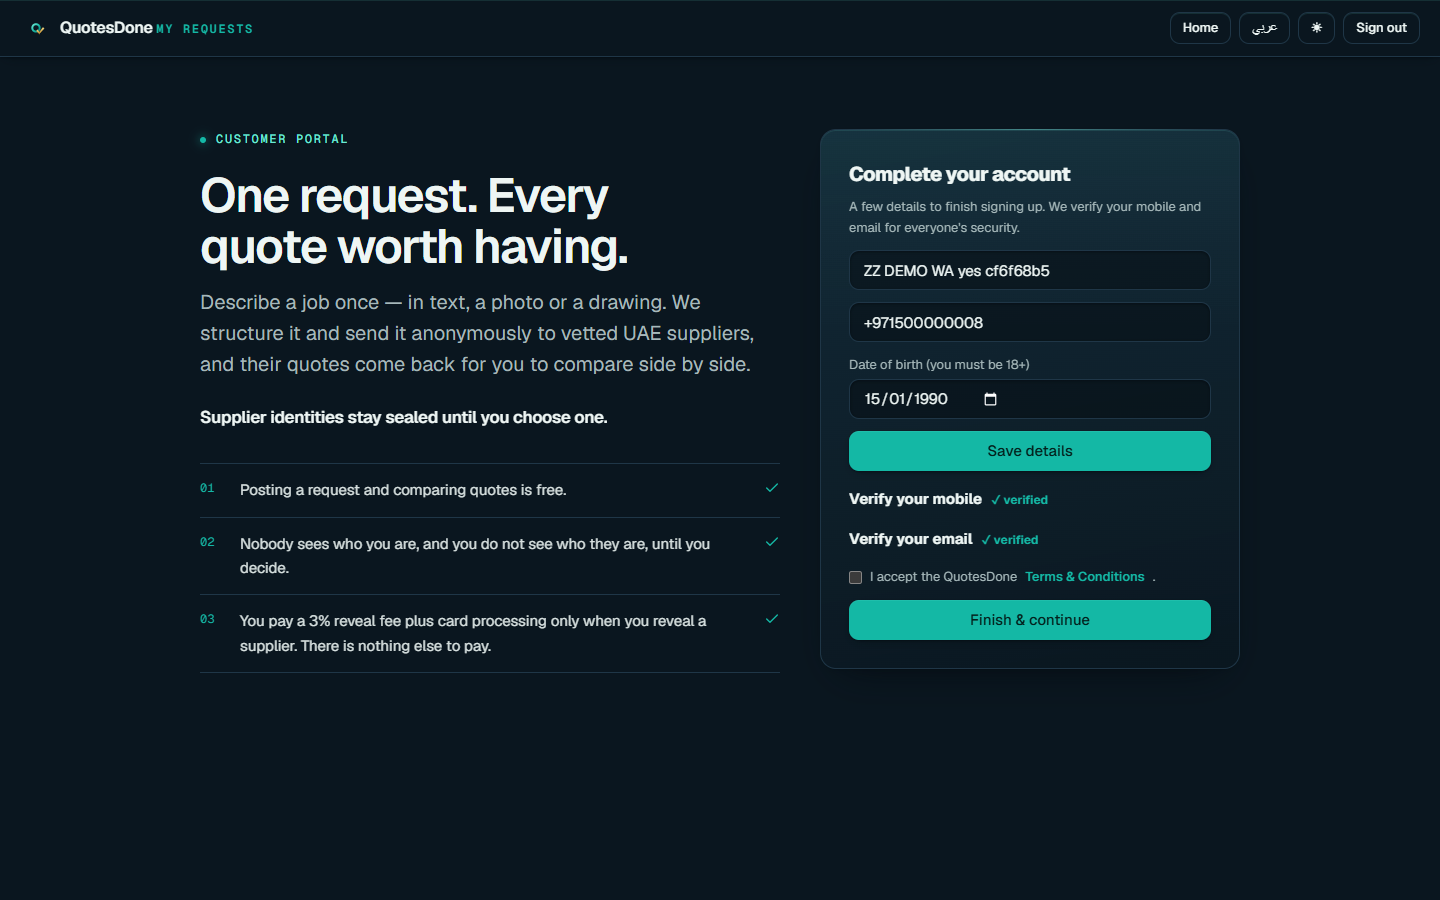 QuotesDone MY REQUESTS
Home
عربي
☀
Sign out
CUSTOMER PORTAL
One request. Every
quote worth having.
Describe a job once — in text, a photo or a drawing. We
structure it and send it anonymously to vetted UAE suppliers,
and their quotes come back for you to compare side by side.
Supplier identities stay sealed until you choose one.
01 Posting a request and comparing quotes is free. ✓
02 Nobody sees who you are, and you do not see who they are, until you ✓
decide.
03 You pay a 3% reveal fee plus card processing only when you reveal a ✓
supplier. There is nothing else to pay.
Complete your account
A few details to finish signing up. We verify your mobile and
email for everyone's security.
ZZ DEMO WA yes cf6f68b5
+971500000008
Date of birth (you must be 18+)
15/01/1990
Save details
Verify your mobile ✓ verified
Verify your email ✓ verified
I accept the QuotesDone Terms & Conditions .
Finish & continue